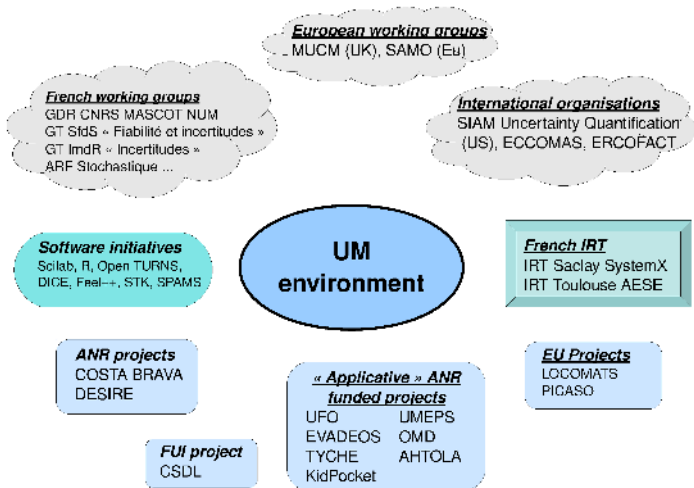 European working groups
MUCM (UK), SAMO (Eu)
French working groups
GDR CNRS MASCOT NUM
GT SfdS « Fiabilité et incertitudes »
GT ImdR « Incertitudes »
ARF Stochastique ...
International organisations
SIAM Uncertainty Quantification
(US), ECCOMAS, ERCOFACT
Software initiatives
Scilab, R, Open TURNS,
DICE, Feel++, STK, SPAMS
UM
environment
French IRT
IRT Saclay SystemX
IRT Toulouse AESE
ANR projects
COSTA BRAVA
DESIRE
« Applicative » ANR
funded projects
UFO UMEPS
EVADEOS OMD
TYCHE AHTOLA
KidPocket
EU Projects
LOCOMATS
PICASO
FUI project
CSDL